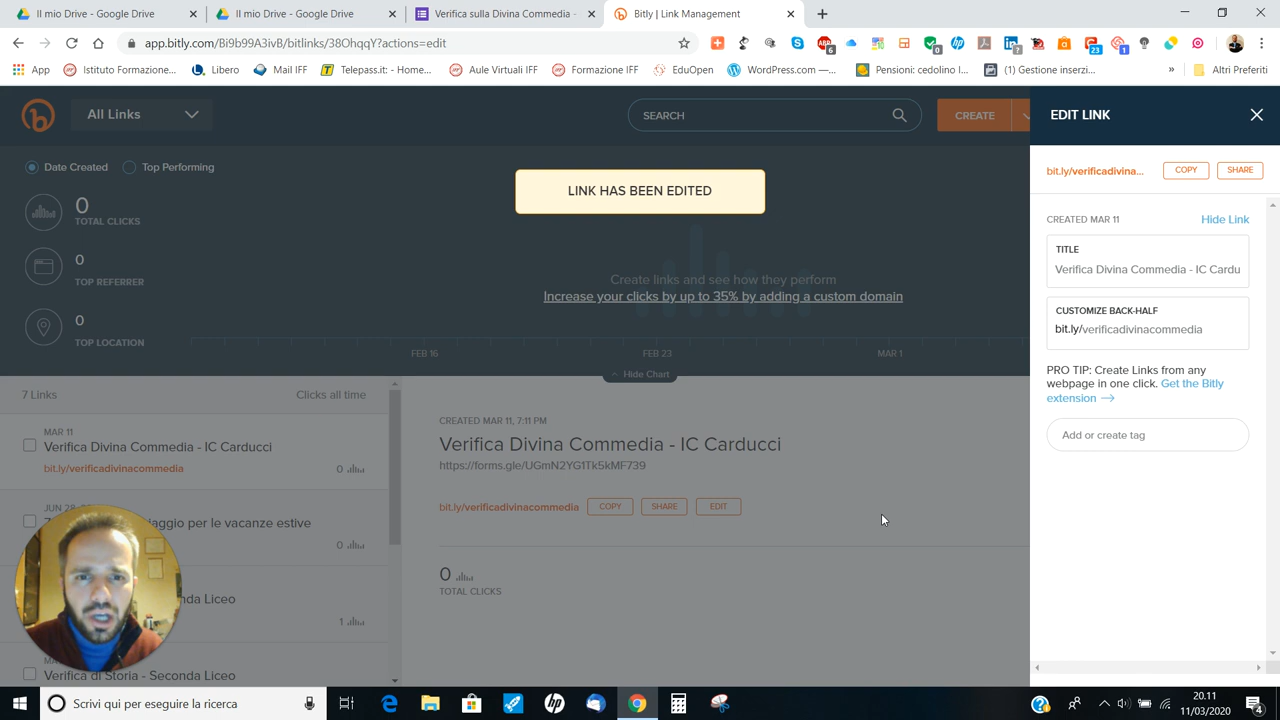 Il mio Drive - Google Drive
Il mio Drive - Google Drive
Verifica sulla Divina Commedia -
Bitly | Link Management
app.bitly.com/Bl9b99A3ivB/bitlinks/38OhqqY?actions=edit
App
Istituto Formazione...
Libero
Mail IFF
Telepass.it: - Home...
Aule Virtuali IFF
Formazione IFF
EduOpen
WordPress.com —...
Pensioni: cedolino I...
(1) Gestione inserzi...
»
Altri Preferiti
All Links
SEARCH
CREATE
EDIT LINK
Date Created
Top Performing
LINK HAS BEEN EDITED
bit.ly/verificadivina...
COPY
SHARE
0
TOTAL CLICKS
0
TOP REFERRER
0
TOP LOCATION
Create links and see how they perform
Increase your clicks by up to 35% by adding a custom domain
FEB 16
FEB 23
MAR 1
Hide Chart
CREATED MAR 11
Hide Link
TITLE
Verifica Divina Commedia - IC Cardu
CUSTOMIZE BACK-HALF
bit.ly/verificadivinacommedia
PRO TIP: Create Links from any
webpage in one click. Get the Bitly
extension →
Add or create tag
7 Links
Clicks all time
MAR 11
Verifica Divina Commedia - IC Carducci
bit.ly/verificadivinacommedia
0
JUN 28
aggio per le vacanze estive
0
nda Liceo
1
Verifica di Storia - Seconda Liceo
CREATED MAR 11, 7:11 PM
Verifica Divina Commedia - IC Carducci
https://forms.gle/UGmN2YG1Tk5kMF739
bit.ly/verificadivinacommedia
COPY
SHARE
EDIT
0
TOTAL CLICKS
Scrivi qui per eseguire la ricerca
20.11
11/03/2020
4